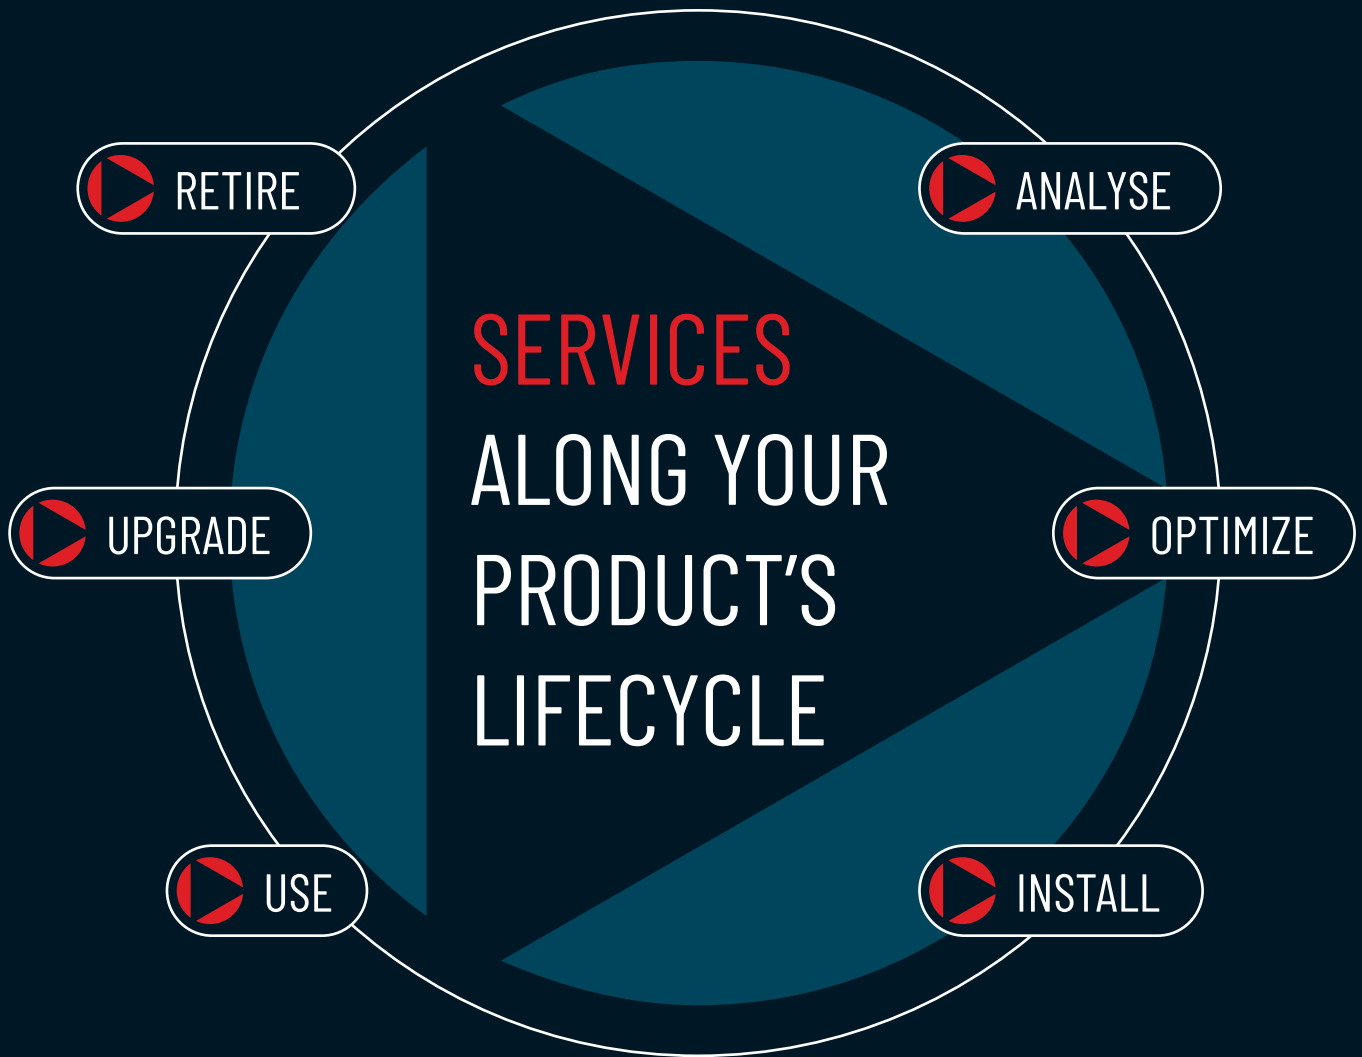 RETIRE
ANALYSE
SERVICES
ALONG YOUR
PRODUCT'S
LIFECYCLE
UPGRADE
OPTIMIZE
USE
INSTALL